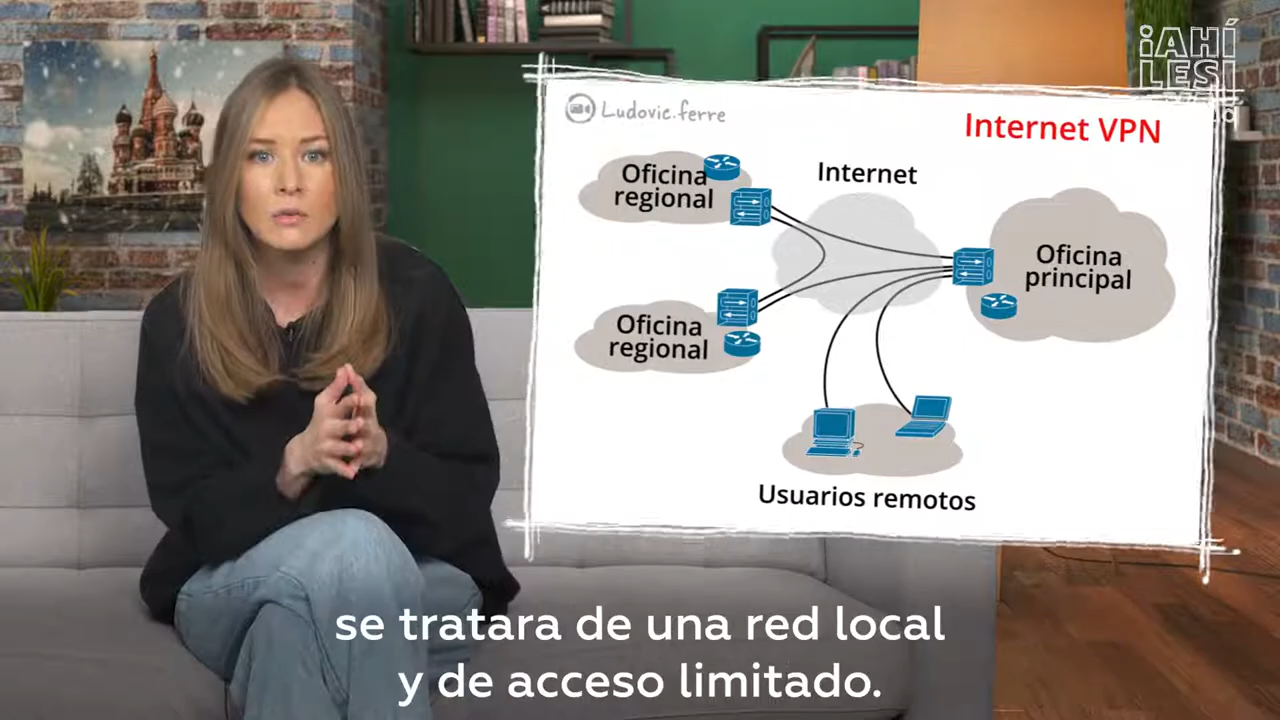 ¡AHÍ
LES
Ludovic.ferre
Internet VPN
Oficina
regional
Internet
Oficina
principal
Oficina
regional
Usuarios remotos
se tratara de una red local
y de acceso limitado.